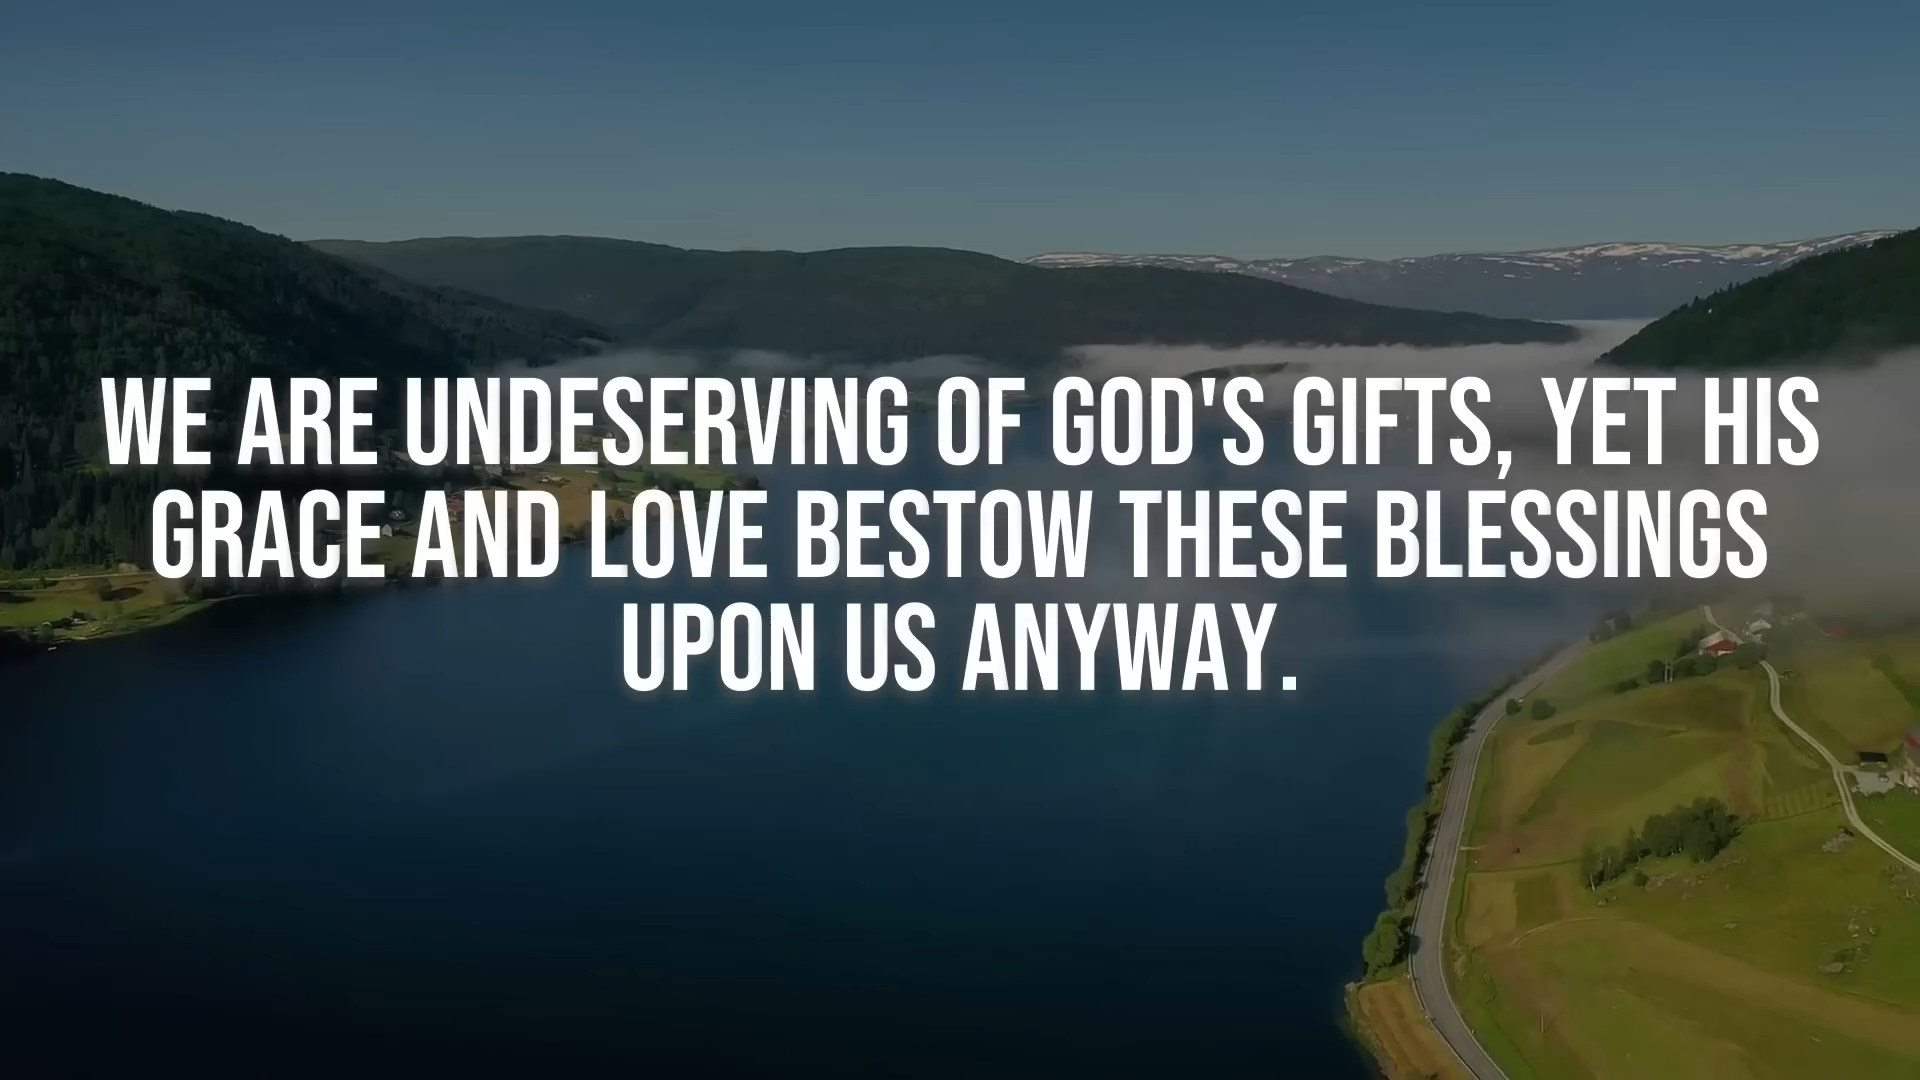 WE ARE UNDESERVING OF GOD'S GIFTS, YET HIS
GRACE AND LOVE BESTOW THESE BLESSINGS
UPON US ANYWAY.